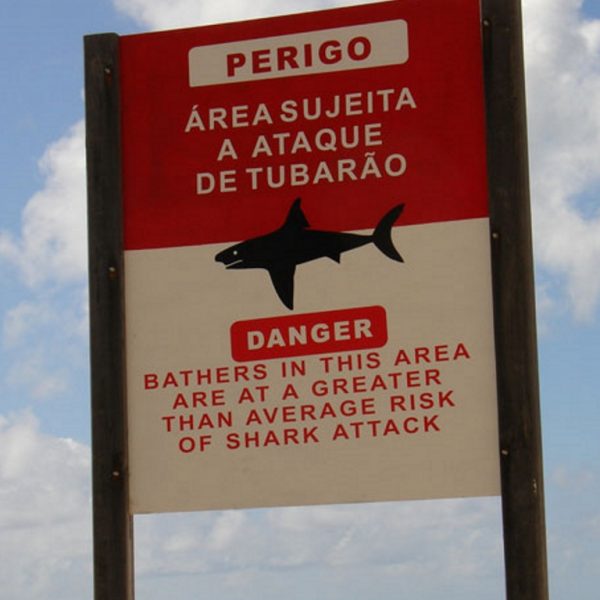 PERIGO
ÁREA SUJEITA
A ATAQUE
DE TUBARÃO
DANGER
BATHERS IN THIS AREA
ARE AT A GREATER
THAN AVERAGE RISK
OF SHARK ATTACK